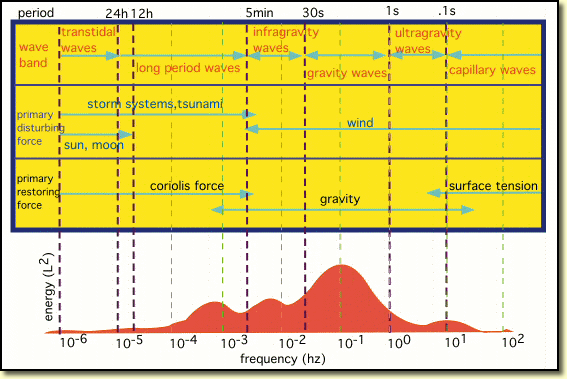 period 24h 12h 5min 30s 1s .1s
wave
band
transtidal
waves
long period waves
infragravity
waves
gravity waves
ultragravity
waves
capillary waves
primary
disturbing
force
storm systems,tsunami
sun, moon
wind
primary
restoring
force
coriolis force
gravity
surface tension
energy (L²)
10⁻⁶ 10⁻⁵ 10⁻⁴ 10⁻³ 10⁻² 10⁻¹ 10⁰ 10¹ 10²
frequency (hz)